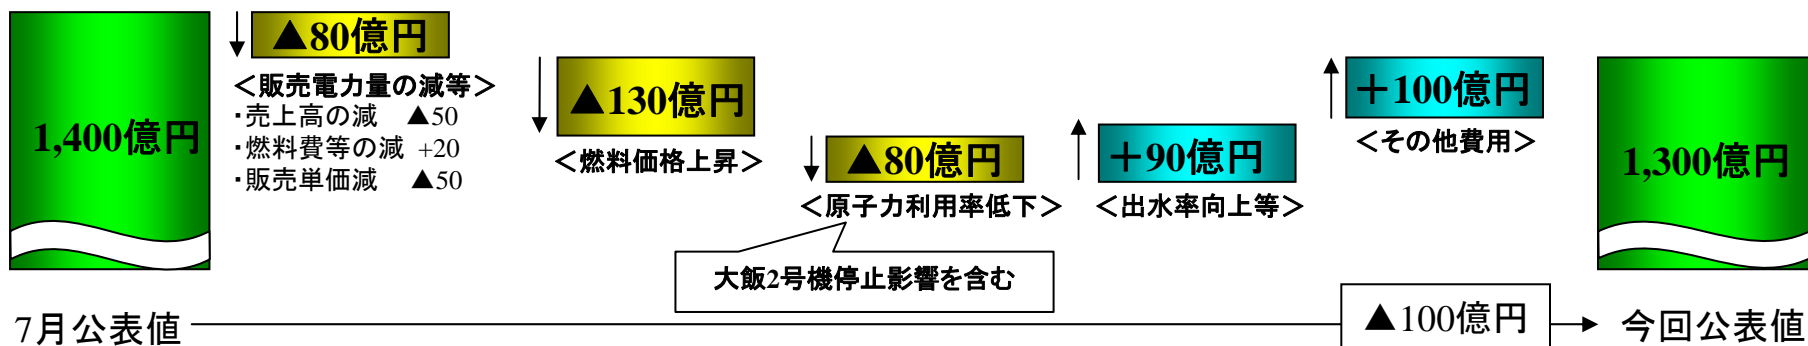 1,400億円
▲80億円
＜販売電力量の減等＞
・売上高の減　▲50
・燃料費等の減 +20
・販売単価減　▲50
▲130億円
＜燃料価格上昇＞
▲80億円
＜原子力利用率低下＞
大飯2号機停止影響を含む
＋90億円
＜出水率向上等＞
＋100億円
＜その他費用＞
1,300億円
7月公表値
▲100億円
今回公表値